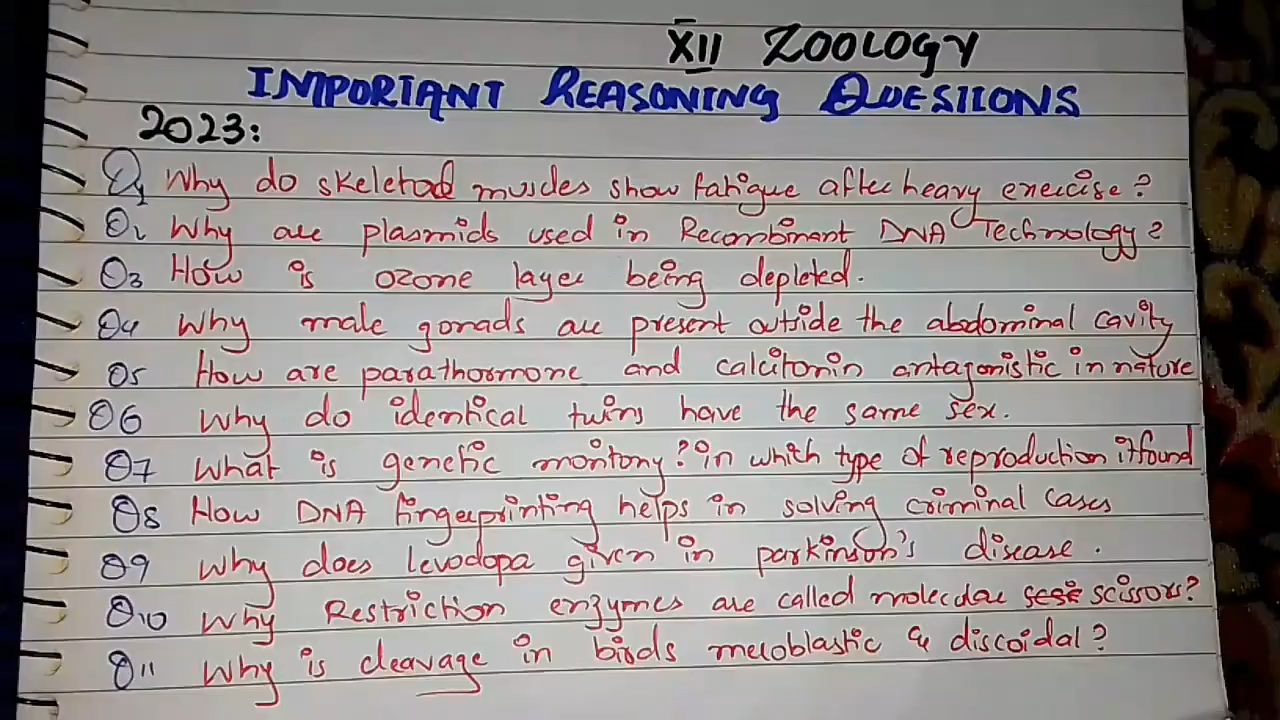 XII ZOOLOGY
IMPORTANT REASONING QUESTIONS
2023:
Q1 Why do skeletad muscles show fatigue after heavy exercise?
Q2 Why are plasmids used in Recombinant DNA Technology?
Q3 How is ozone layer being depleted.
Q4 Why male gonads are present outside the abdominal cavity
Q5 How are parathormone and calcitonin antagonistic in nature
Q6 Why do identical twins have the same sex.
Q7 What is genetic montony? in which type of reproduction it found
Q8 How DNA fingerprinting helps in solving criminal cases
Q9 Why does levodopa given in parkinson's disease.
Q10 Why Restriction enzymes are called molecular scissors?
Q11 Why is cleavage in birds meroblastic & discoidal?